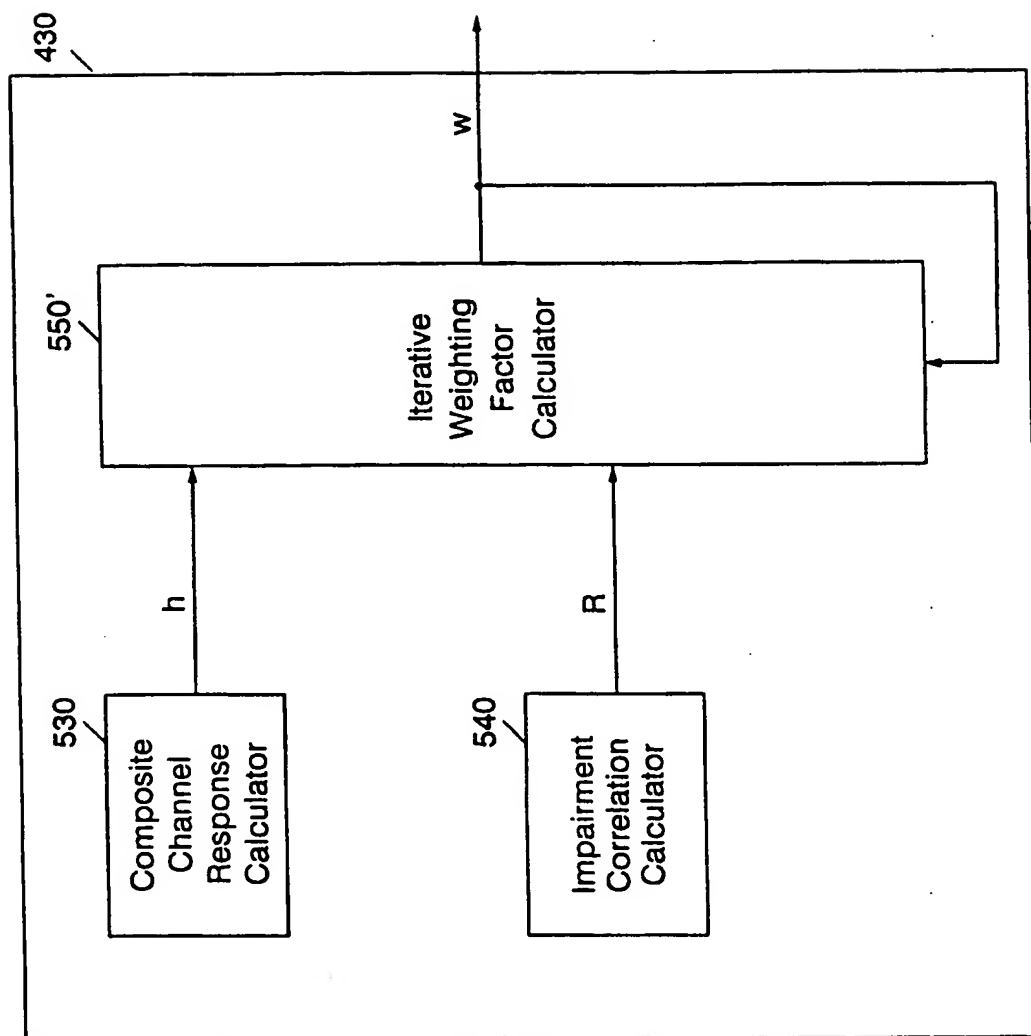 430
550'
w
Iterative
Weighting
Factor
Calculator
h
R
530
Composite
Channel
Response
Calculator
540
Impairment
Correlation
Calculator